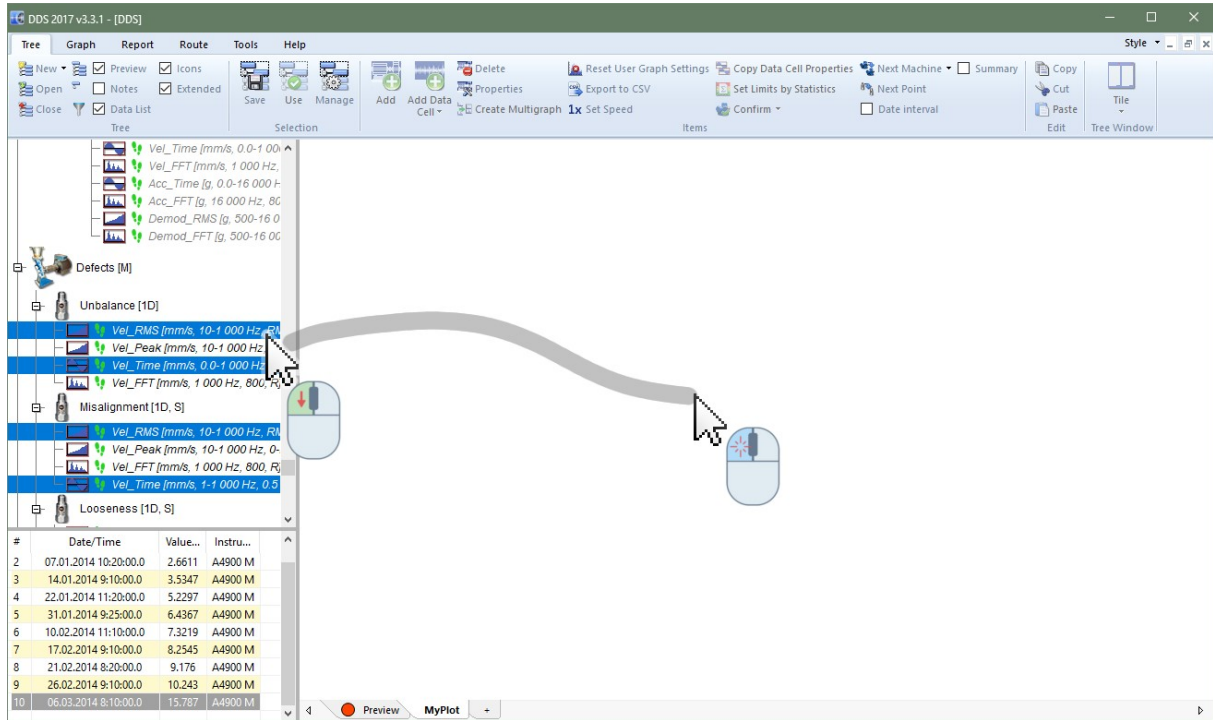 DDS 2017 v3.3.1 - [DDS]
Tree Graph Report Route Tools Help Style
New Preview Icons Save Use Manage Add Add Data Cell Delete Reset User Graph Settings Copy Data Cell Properties Next Machine Summary Copy Tile
Open Notes Extended Properties Export to CSV Set Limits by Statistics Next Point Cut
Close Data List Create Multigraph 1x Set Speed Confirm Date interval Paste
Tree Selection Items Edit Tree Window
Vel_Time [mm/s, 0.0-1 00
Vel_FFT [mm/s, 1 000 Hz,
Acc_Time [g, 0.0-16 000 H
Acc_FFT [g, 16 000 Hz, 80
Demod_RMS [g, 500-16 0
Demod_FFT [g, 500-16 00
Defects [M]
Unbalance [1D]
Vel_RMS [mm/s, 10-1 000 Hz, RM
Vel_Peak [mm/s, 10-1 000 Hz
Vel_Time [mm/s, 0.0-1 000 Hz
Vel_FFT [mm/s, 1 000 Hz, 800, R
Misalignment [1D, S]
Vel_RMS [mm/s, 10-1 000 Hz, RM
Vel_Peak [mm/s, 10-1 000 Hz, 0-
Vel_FFT [mm/s, 1 000 Hz, 800, R
Vel_Time [mm/s, 1-1 000 Hz, 0.5
Looseness [1D, S]
# Date/Time Value... Instru...
2 07.01.2014 10:20:00.0 2.6611 A4900 M
3 14.01.2014 9:10:00.0 3.5347 A4900 M
4 22.01.2014 11:20:00.0 5.2297 A4900 M
5 31.01.2014 9:25:00.0 6.4367 A4900 M
6 10.02.2014 11:10:00.0 7.3219 A4900 M
7 17.02.2014 9:10:00.0 8.2545 A4900 M
8 21.02.2014 8:20:00.0 9.176 A4900 M
9 26.02.2014 9:10:00.0 10.243 A4900 M
10 06.03.2014 8:10:00.0 15.787 A4900 M
Preview MyPlot +